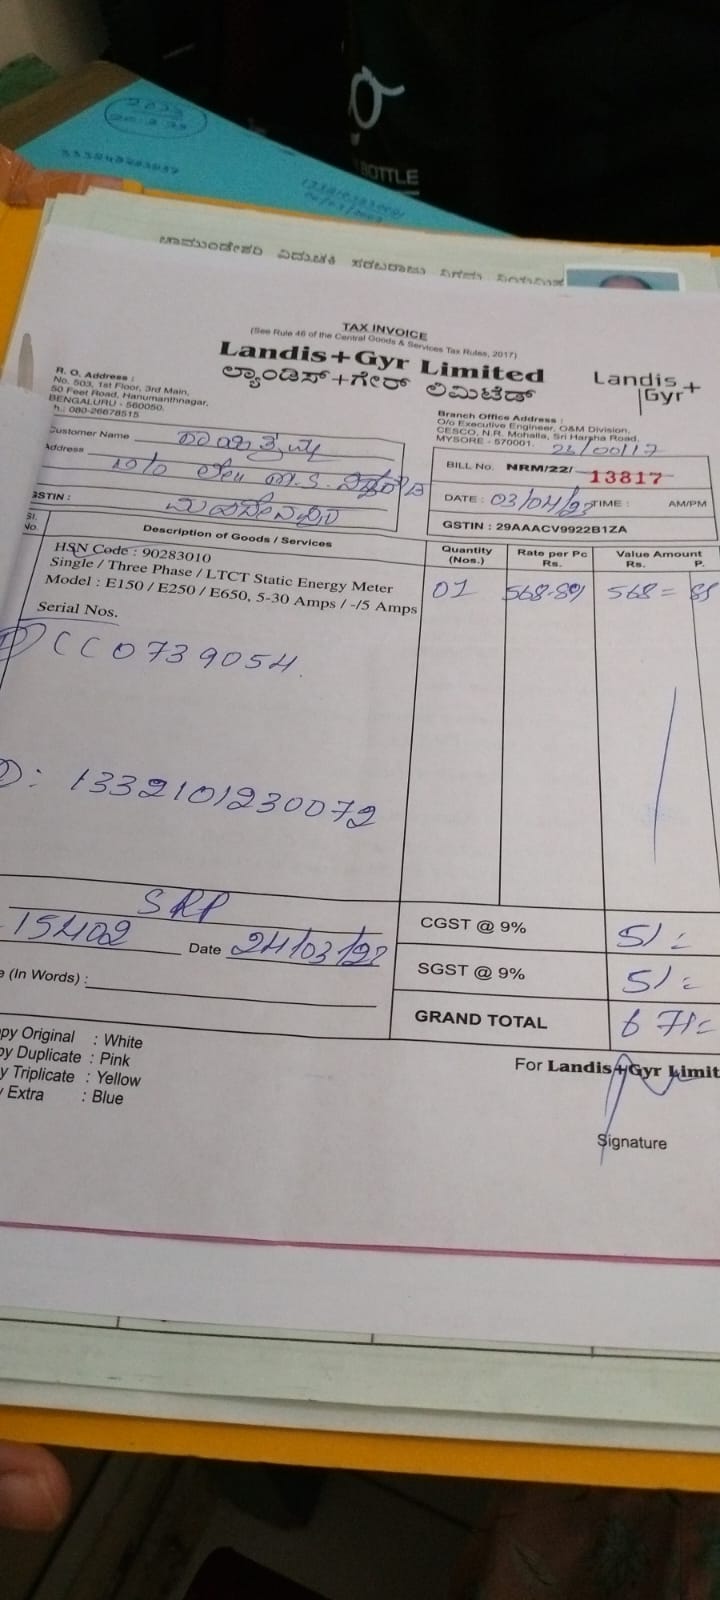 BOTTLE
TAX INVOICE
(See Rule 46 of the Central Goods & Services Tax Rules, 2017)
Landis+Gyr Limited
ಲ್ಯಾಂಡಿಸ್+ಗೇರ್ ಲಿಮಿಟೆಡ್
Landis+
Gyr
R. O. Address :
No. 503, 1st Floor, 3rd Main,
50 Feet Road, Hanumanthnagar,
BENGALURU - 560050.
h.: 080-26678515
Branch Office Address :
O/o Executive Engineer, O&M Division,
CESCO, N.R. Mohalla, Sri Harsha Road,
MYSORE - 570001.
Customer Name
Address
GSTIN :
BILL No. NRM/22/ 13817
DATE : 03/04/23 TIME : AM/PM
GSTIN : 29AAACV9922B1ZA
Sl. No. Description of Goods / Services Quantity (Nos.) Rate per Pc Rs. Value Amount Rs. P.
HSN Code : 90283010
Single / Three Phase / LTCT Static Energy Meter
Model : E150 / E250 / E650, 5-30 Amps / -/5 Amps
01 568.89 568=
Serial Nos.
CC0739054
1332101230072
SRP
15402 Date 24/03/
CGST @ 9% 51=
SGST @ 9% 51=
e (In Words) :
GRAND TOTAL 671=
py Original : White
py Duplicate : Pink
y Triplicate : Yellow
y Extra : Blue
For Landis+Gyr Limit
Signature